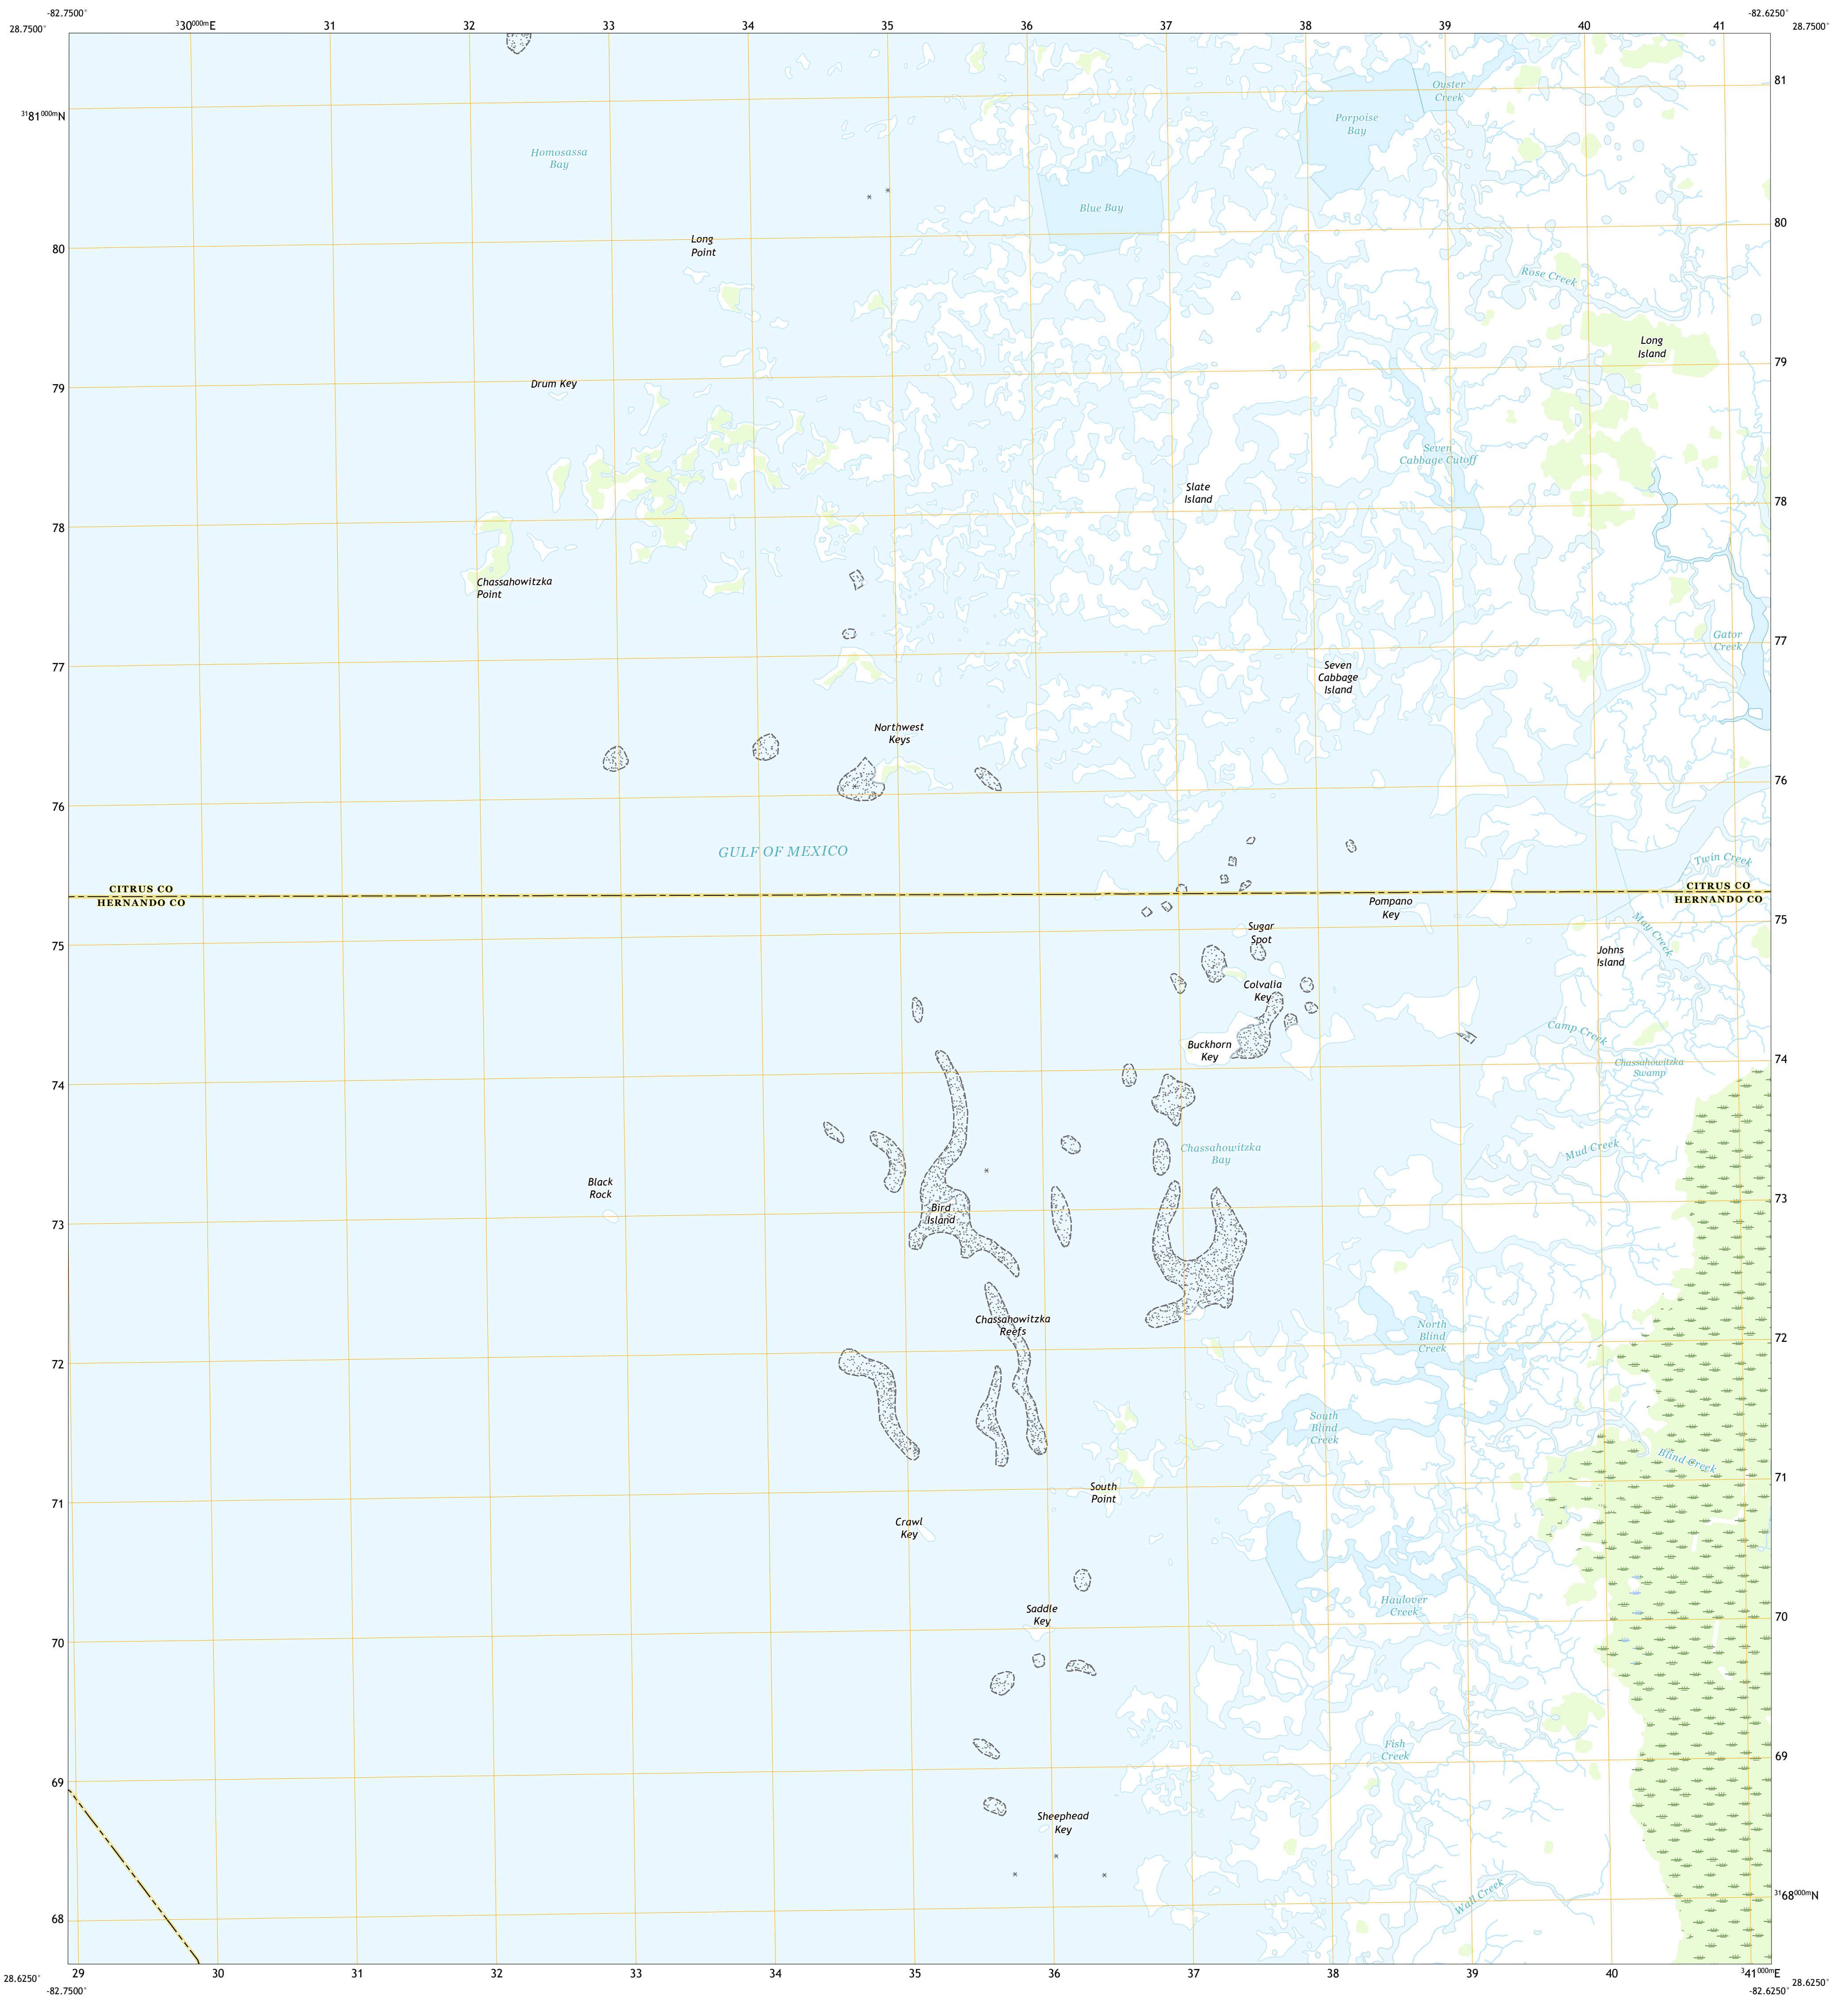 -82.7500°
-82.6250°
28.7500°
³30⁰⁰⁰ᵐE
31
32
33
34
35
36
37
38
39
40
41
28.7500°
Oyster
Creek
81
³¹81⁰⁰⁰ᵐN
Porpoise
Bay
Homosassa
Bay
Blue Bay
80
Long
Point
80
Rose Creek
Long
Island
79
Drum Key
79
Seven
Cabbage Cutoff
Slate
Island
78
78
Chassahowitzka
Point
Gator
Creek
77
77
Seven
Cabbage
Island
Northwest
Keys
76
76
GULF OF MEXICO
Twin Creek
CITRUS CO
HERNANDO CO
CITRUS CO
HERNANDO CO
Pompano
Key
75
Sugar
Spot
May Creek
75
Johns
Island
Colvalia
Key
Camp Creek
Buckhorn
Key
74
Chassahowitzka
Swamp
74
Chassahowitzka
Bay
Mud Creek
Black
Rock
73
Bird
Island
73
Chassahowitzka
Reefs
North
Blind
Creek
72
72
South
Blind
Creek
Blind Creek
71
South
Point
71
Crawl
Key
Saddle
Key
Haulover
Creek
70
70
Fish
Creek
69
69
Sheephead
Key
Wall Creek
³¹68⁰⁰⁰ᵐN
68
29
30
31
32
33
34
35
36
37
38
39
40
³41⁰⁰⁰ᵐE
28.6250°
28.6250°
-82.7500°
-82.6250°